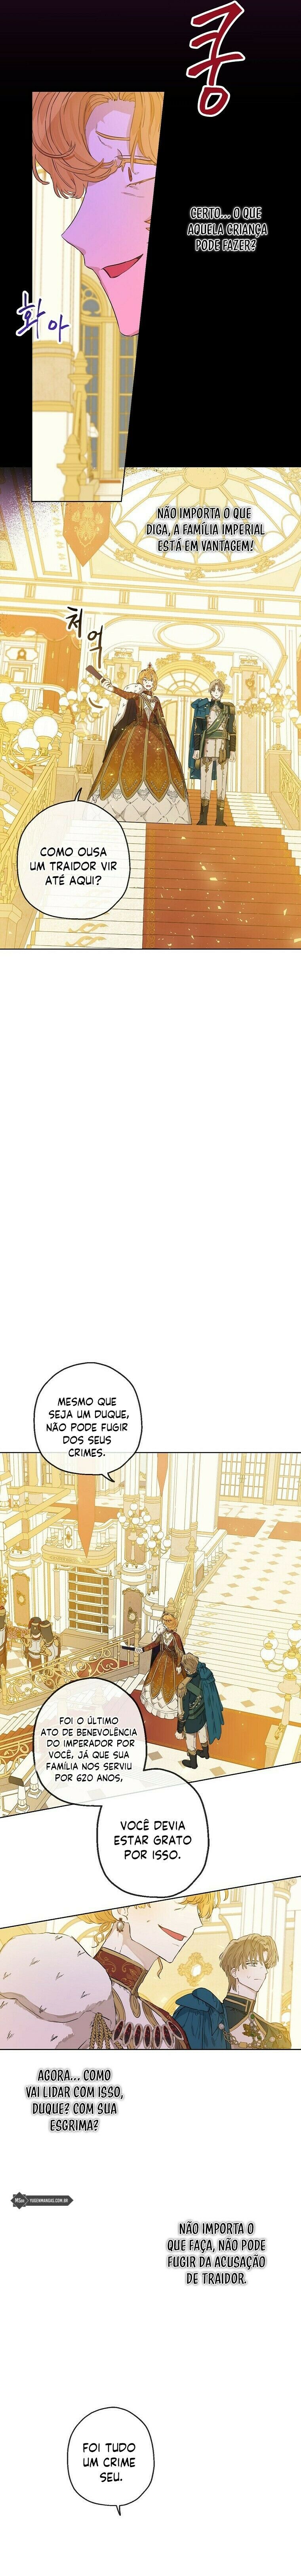 쿵
CERTO... O QUE
AQUELA CRIANÇA
PODE FAZER?
화아
NÃO IMPORTA O QUE
DIGA, A FAMÍLIA IMPERIAL
ESTÁ EM VANTAGEM!
척
COMO OUSA
UM TRAIDOR VIR
ATÉ AQUI?
MESMO QUE
SEJA UM DUQUE,
NÃO PODE FUGIR
DOS SEUS
CRIMES.
FOI O ÚLTIMO
ATO DE BENEVOLÊNCIA
DO IMPERADOR POR
VOCÊ, JÁ QUE SUA
FAMÍLIA NOS SERVIU
POR 620 ANOS,
VOCÊ DEVIA
ESTAR GRATO
POR ISSO.
AGORA... COMO
VAI LIDAR COM ISSO,
DUQUE? COM SUA
ESGRIMA?
NÃO IMPORTA O
QUE FAÇA, NÃO PODE
FUGIR DA ACUSAÇÃO
DE TRAIDOR.
FOI TUDO
UM CRIME
SEU.